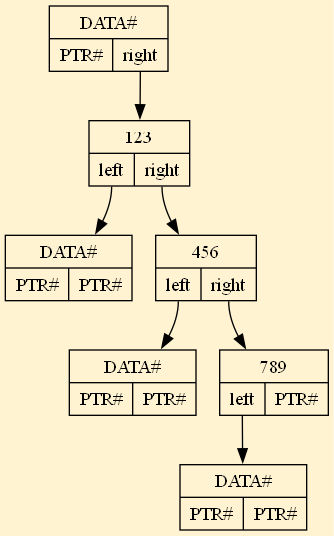 DATA#
PTR# right
123
left right
DATA#
PTR# PTR#
456
left right
DATA#
PTR# PTR#
789
left PTR#
DATA#
PTR# PTR#